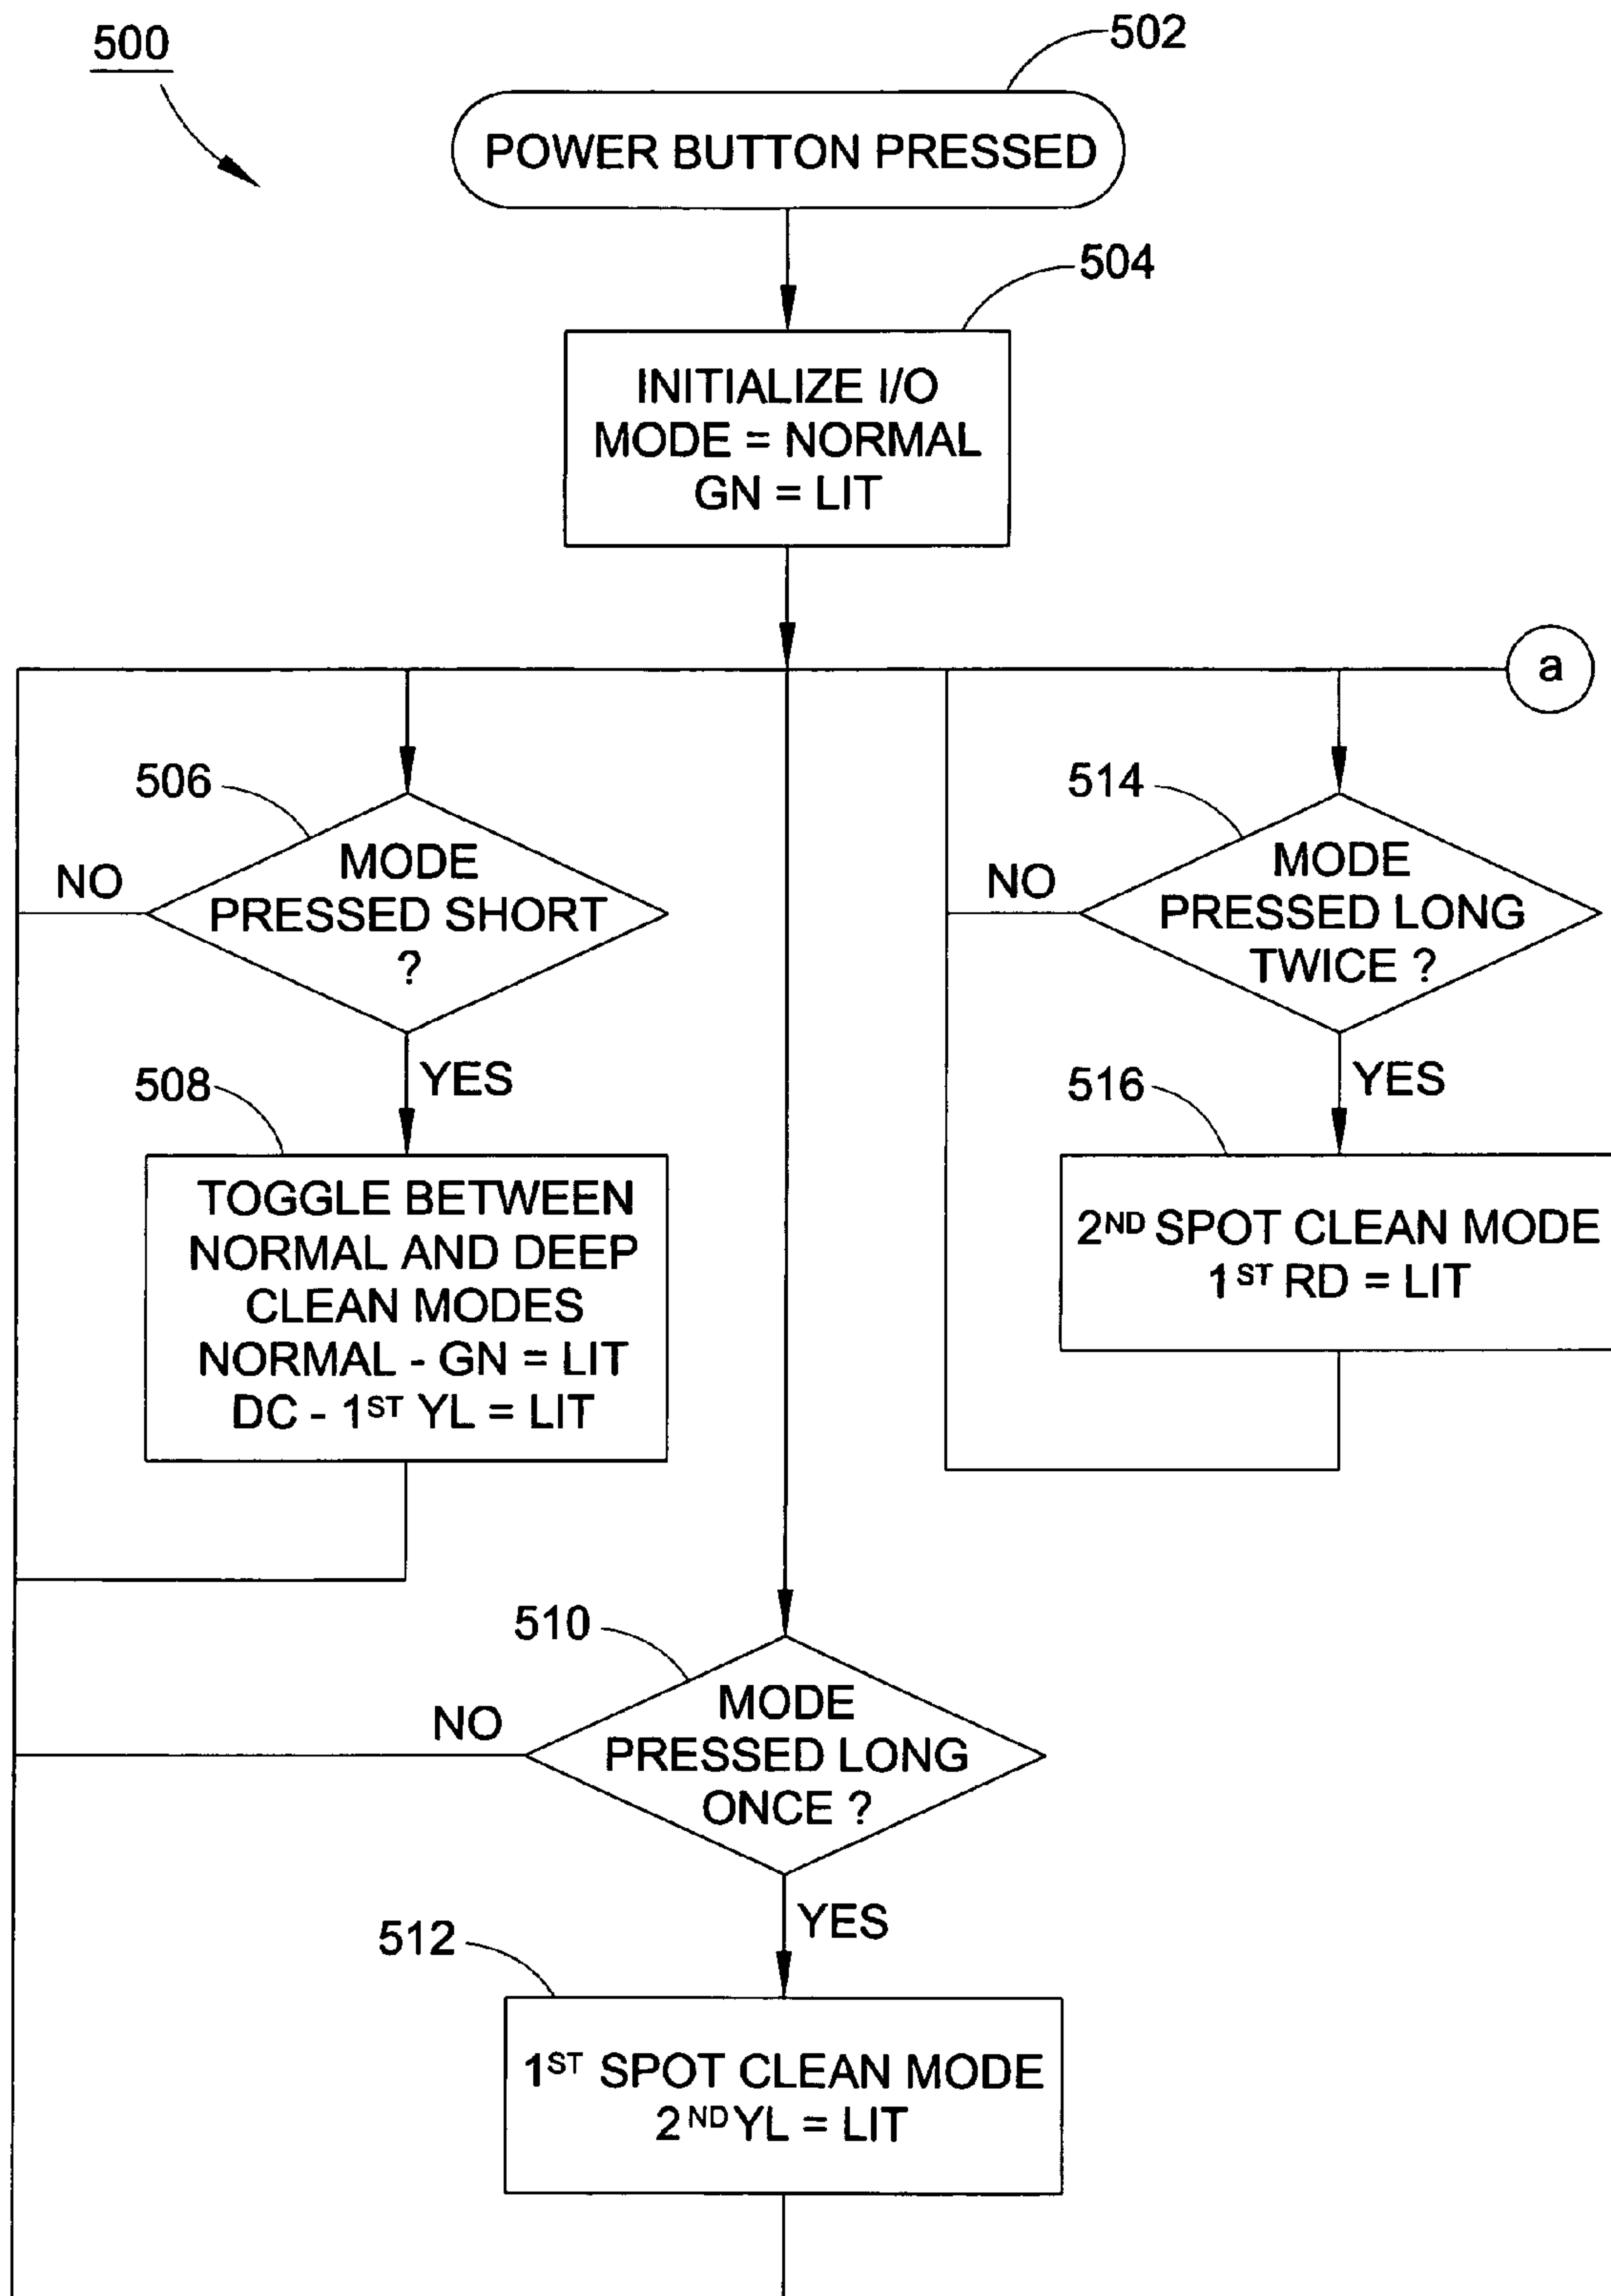 500
502
POWER BUTTON PRESSED
504
INITIALIZE I/O
MODE = NORMAL
GN = LIT
a
506
MODE
PRESSED SHORT
?
NO
YES
508
TOGGLE BETWEEN
NORMAL AND DEEP
CLEAN MODES
NORMAL - GN = LIT
DC - 1ST YL = LIT
514
MODE
PRESSED LONG
TWICE ?
NO
YES
516
2ND SPOT CLEAN MODE
1ST RD = LIT
510
MODE
PRESSED LONG
ONCE ?
NO
YES
512
1ST SPOT CLEAN MODE
2ND YL = LIT